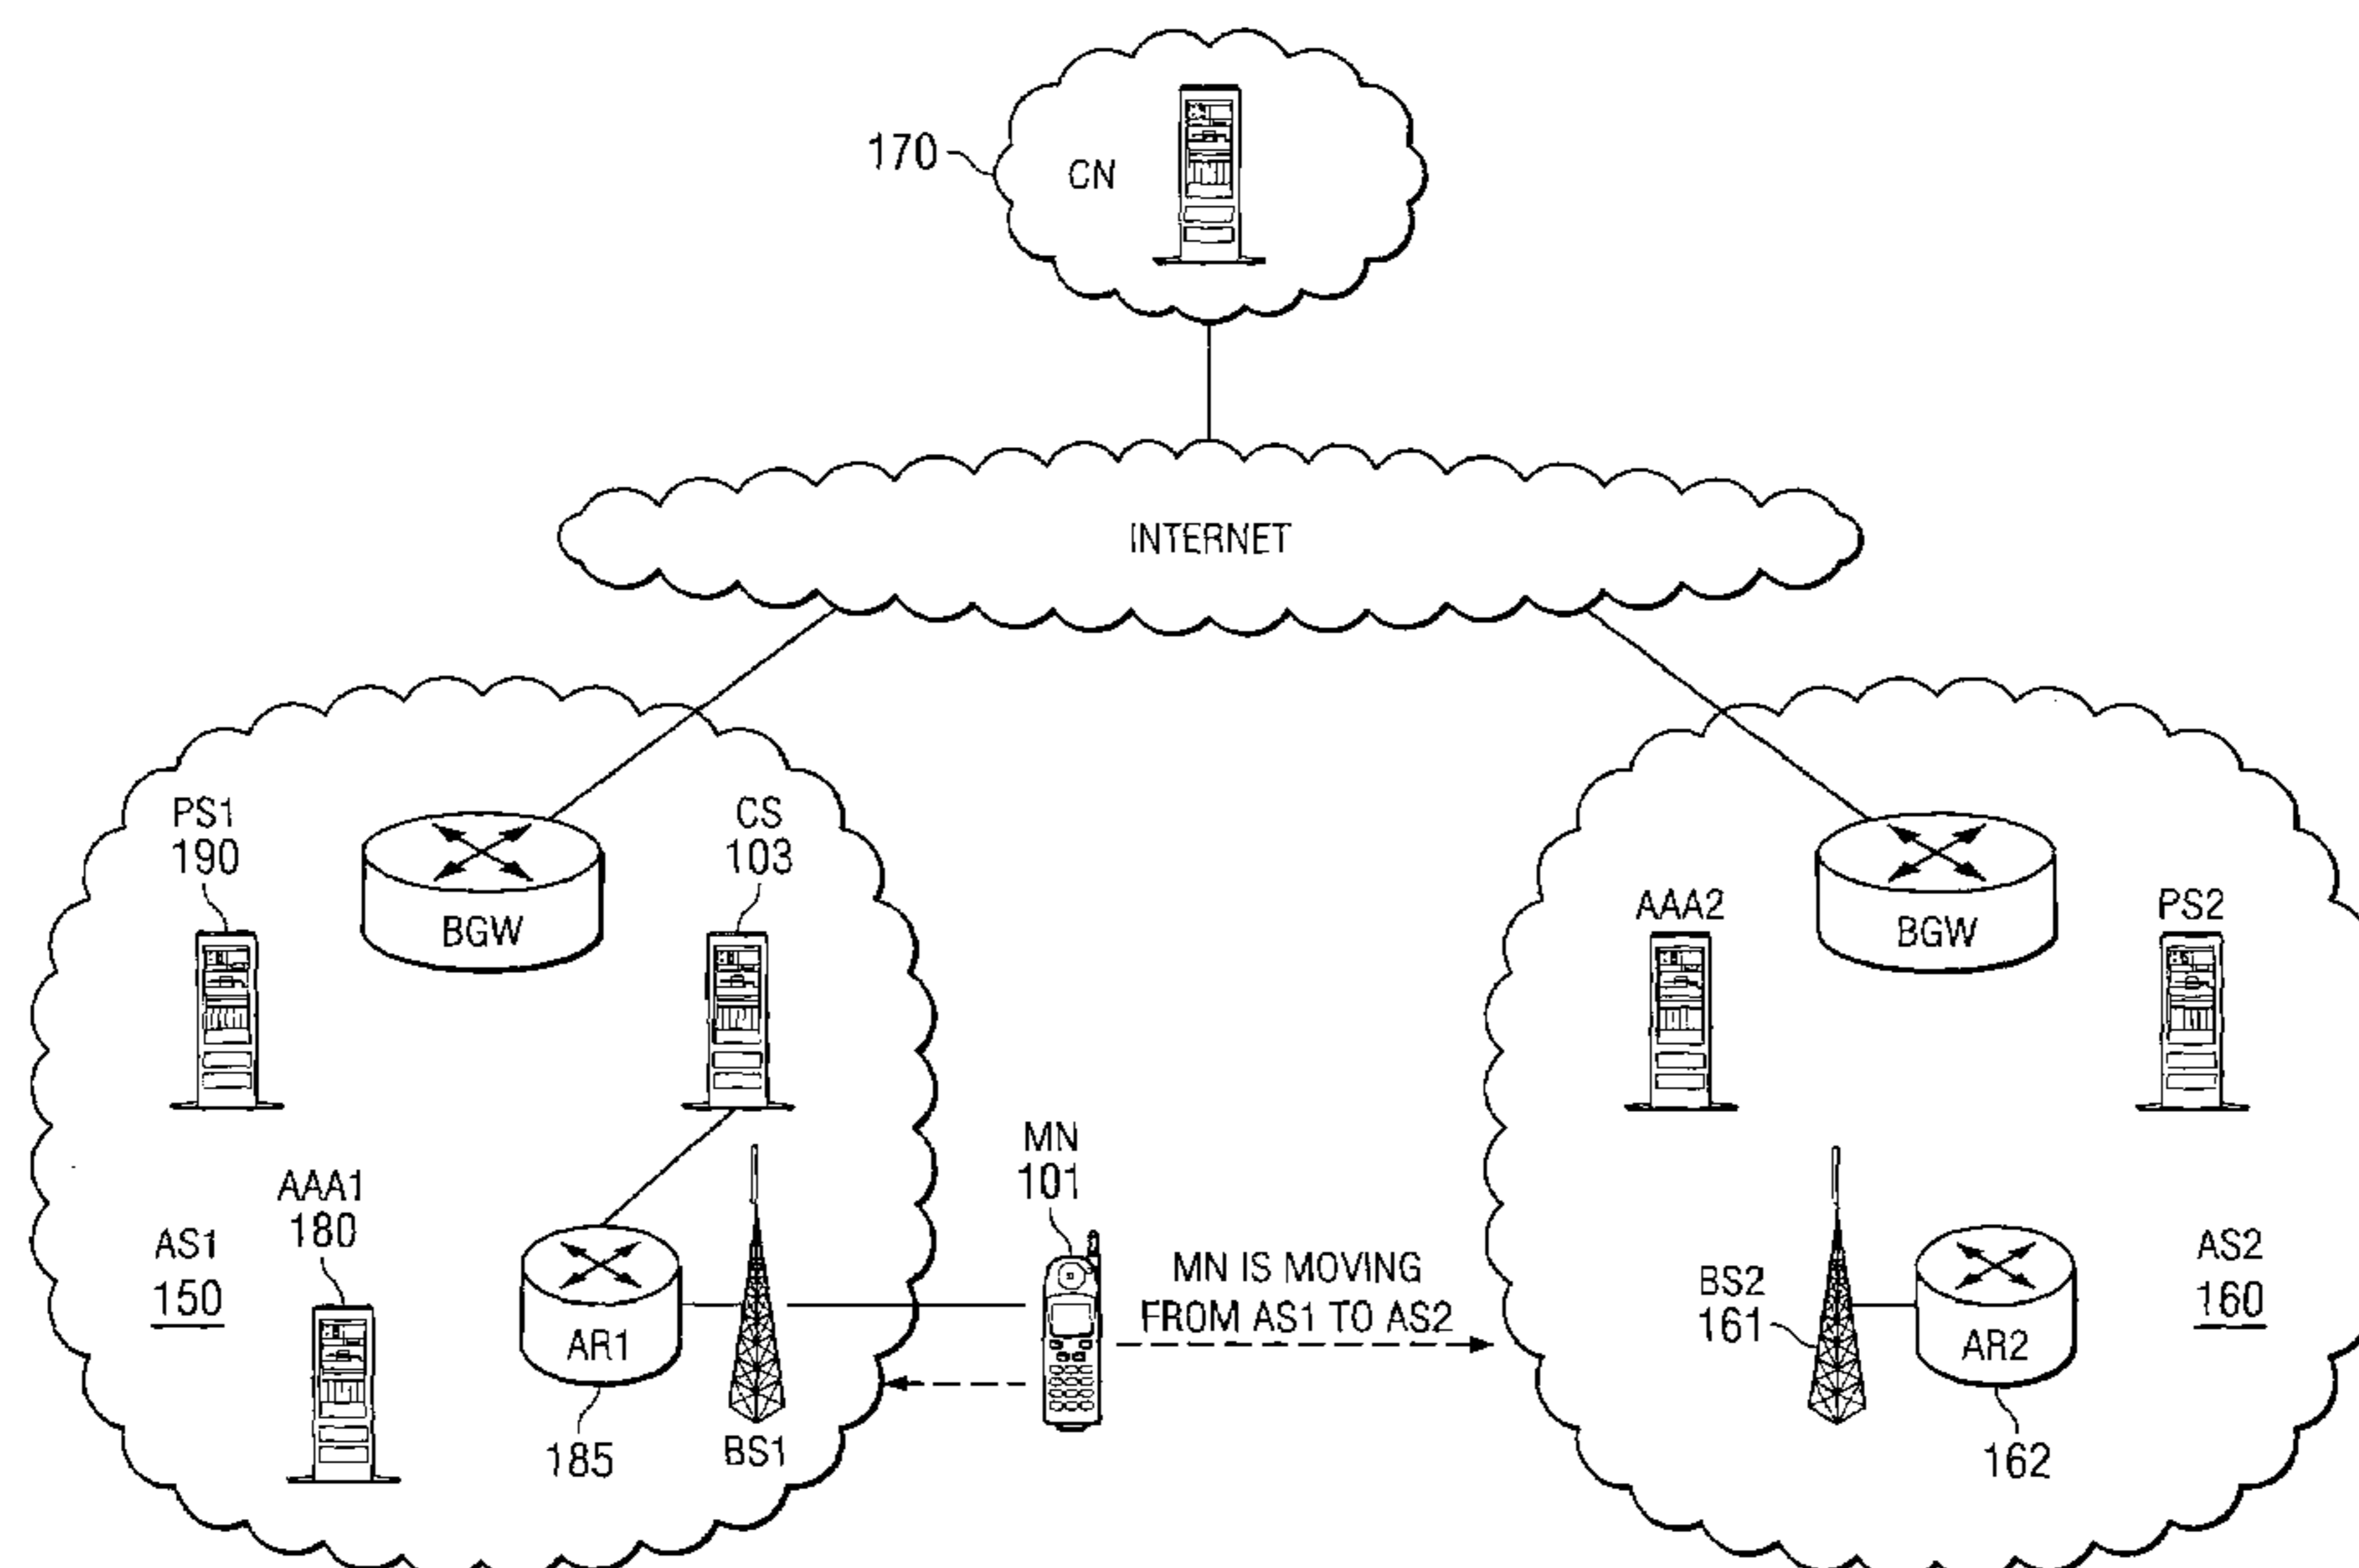 170
CN
INTERNET
PS1
190
BGW
CS
103
AAA1
180
AS1
150
AR1
185
BS1
MN
101
MN IS MOVING
FROM AS1 TO AS2
AAA2
BGW
PS2
BS2
161
AR2
162
AS2
160